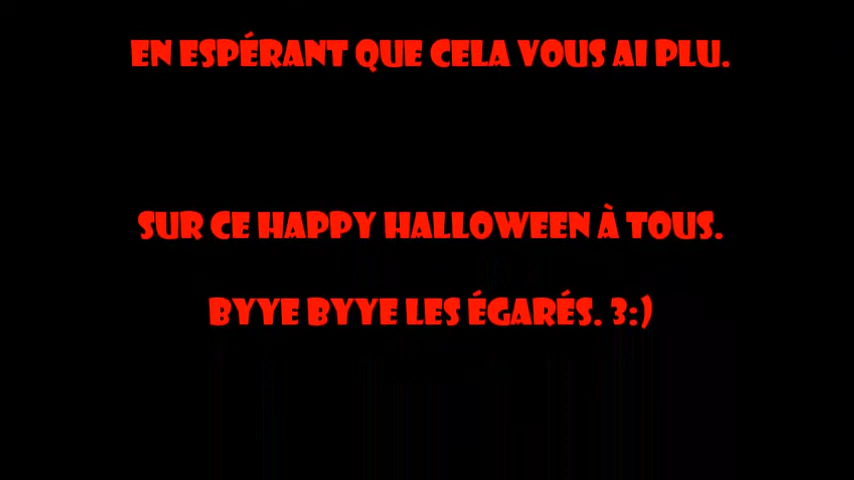 EN ESPÉRANT QUE CELA VOUS AI PLU.
SUR CE HAPPY HALLOWEEN À TOUS.
BYYE BYYE LES ÉGARÉS. 3:)